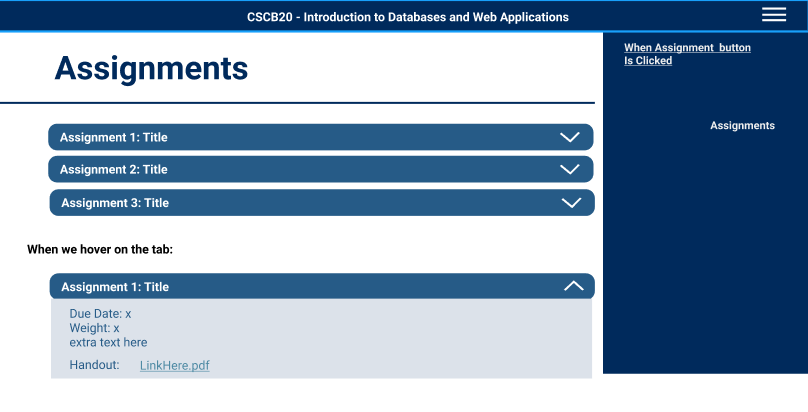 CSCB20 - Introduction to Databases and Web Applications
When Assignment button
Is Clicked
Assignments
Assignments
Assignment 1: Title
Assignment 2: Title
Assignment 3: Title
When we hover on the tab:
Assignment 1: Title
Due Date: x
Weight: x
extra text here
Handout: LinkHere.pdf